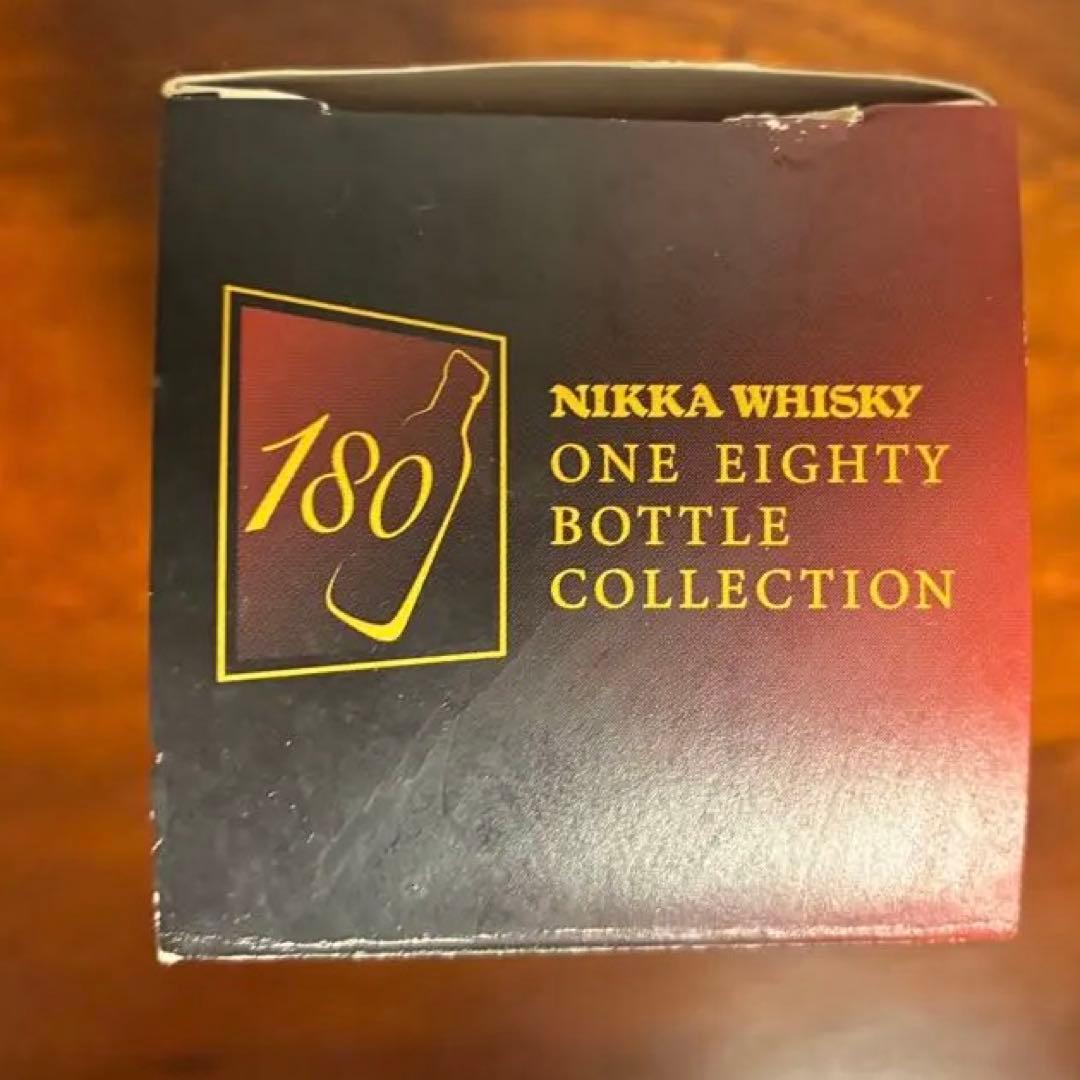 180
NIKKA WHISKY
ONE EIGHTY
BOTTLE
COLLECTION